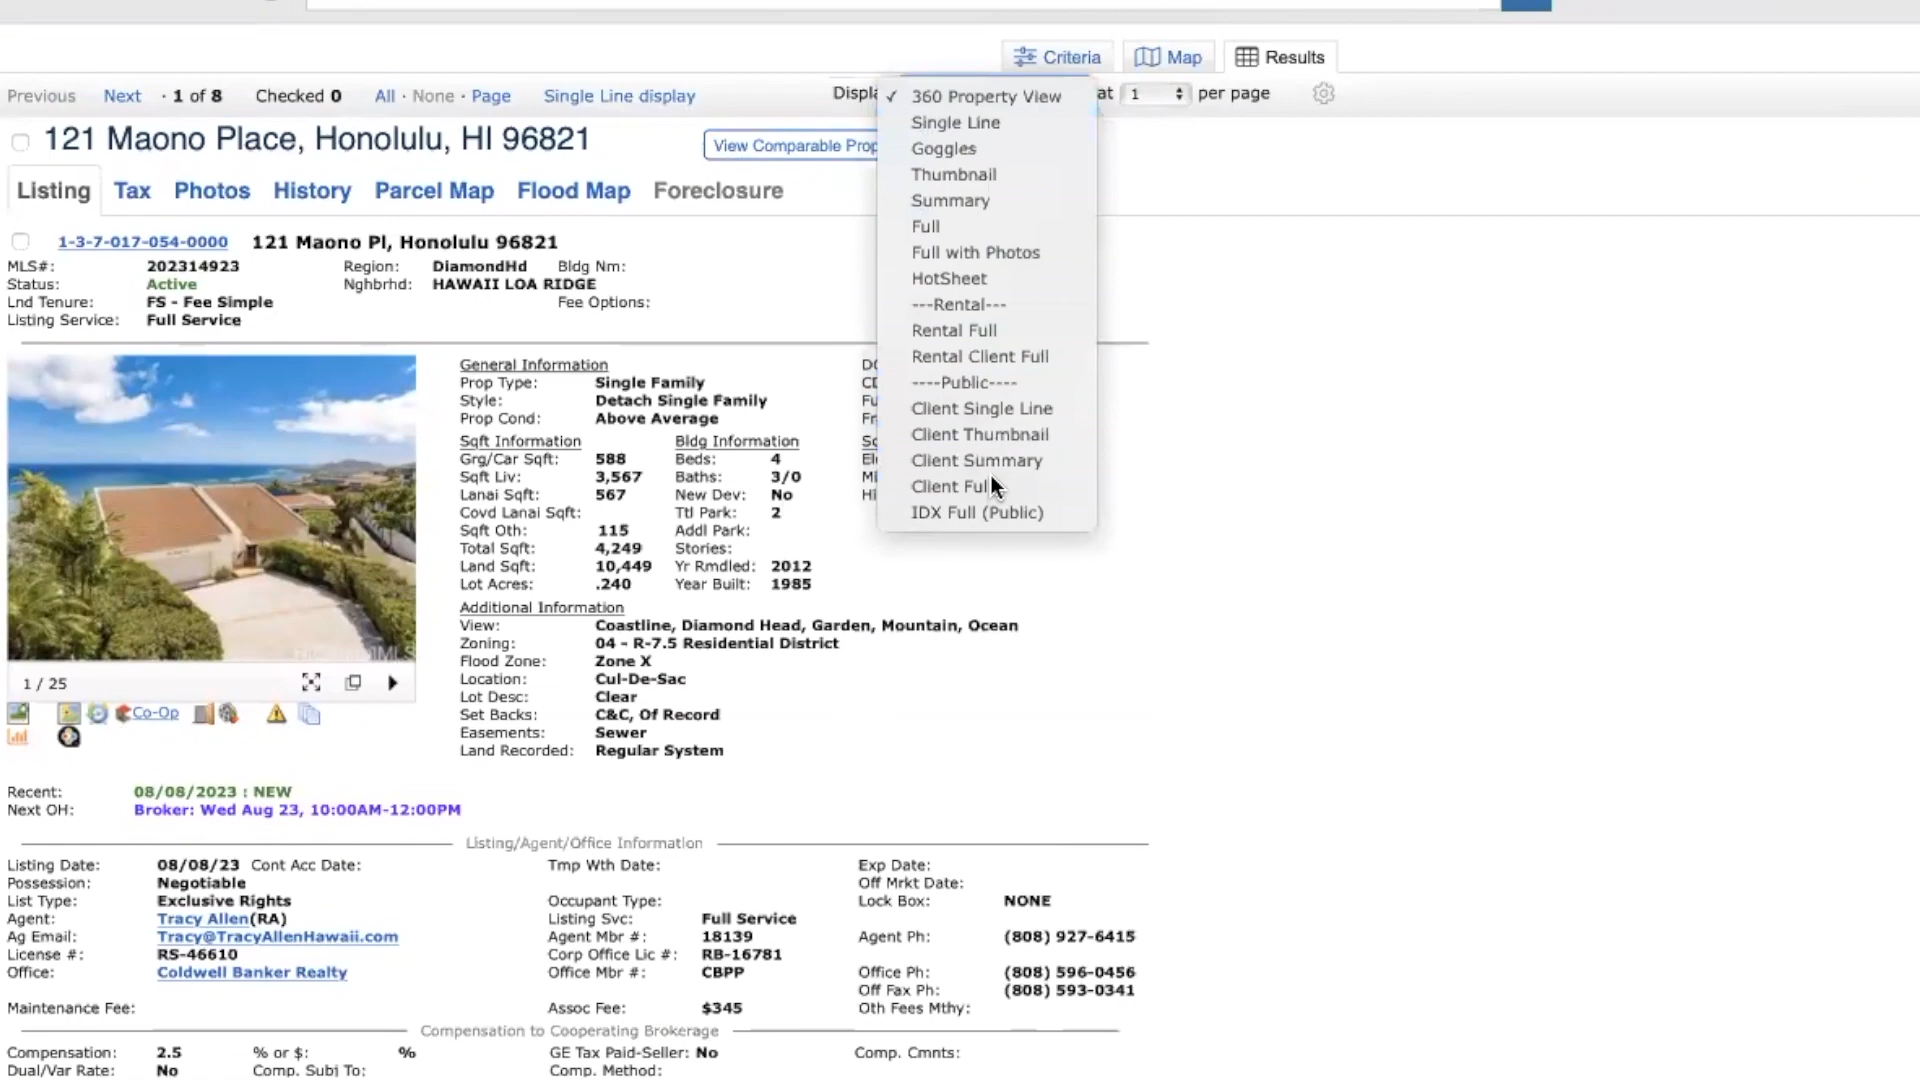 Criteria Map Results
Previous Next · 1 of 8 Checked 0 All · None · Page Single Line display Displa at 1 per page
✓ 360 Property View
Single Line
Goggles
Thumbnail
Summary
Full
Full with Photos
HotSheet
---Rental---
Rental Full
Rental Client Full
----Public----
Client Single Line
Client Thumbnail
Client Summary
Client Full
IDX Full (Public)
121 Maono Place, Honolulu, HI 96821 View Comparable Prop
Listing Tax Photos History Parcel Map Flood Map Foreclosure
1-3-7-017-054-0000 121 Maono Pl, Honolulu 96821
MLS#: 202314923 Region: DiamondHd Bldg Nm:
Status: Active Nghbrhd: HAWAII LOA RIDGE
Lnd Tenure: FS - Fee Simple Fee Options:
Listing Service: Full Service
General Information
Prop Type: Single Family
Style: Detach Single Family
Prop Cond: Above Average
Sqft Information Bldg Information
Grg/Car Sqft: 588 Beds: 4
Sqft Liv: 3,567 Baths: 3/0
Lanai Sqft: 567 New Dev: No
Covd Lanai Sqft: Ttl Park: 2
Sqft Oth: 115 Addl Park:
Total Sqft: 4,249 Stories:
Land Sqft: 10,449 Yr Rmdled: 2012
Lot Acres: .240 Year Built: 1985
Additional Information
View: Coastline, Diamond Head, Garden, Mountain, Ocean
Zoning: 04 - R-7.5 Residential District
Flood Zone: Zone X
Location: Cul-De-Sac
Lot Desc: Clear
Set Backs: C&C, Of Record
Easements: Sewer
Land Recorded: Regular System
1 / 25
Co-Op
Recent: 08/08/2023 : NEW
Next OH: Broker: Wed Aug 23, 10:00AM-12:00PM
Listing/Agent/Office Information
Listing Date: 08/08/23 Cont Acc Date: Tmp Wth Date: Exp Date:
Possession: Negotiable Off Mrkt Date:
List Type: Exclusive Rights Occupant Type: Lock Box: NONE
Agent: Tracy Allen(RA) Listing Svc: Full Service
Ag Email: Tracy@TracyAllenHawaii.com Agent Mbr #: 18139 Agent Ph: (808) 927-6415
License #: RS-46610 Corp Office Lic #: RB-16781
Office: Coldwell Banker Realty Office Mbr #: CBPP Office Ph: (808) 596-0456
Off Fax Ph: (808) 593-0341
Maintenance Fee: Assoc Fee: $345 Oth Fees Mthy:
Compensation to Cooperating Brokerage
Compensation: 2.5 % or $: % GE Tax Paid-Seller: No Comp. Cmnts:
Dual/Var Rate: No Comp. Subj To: Comp. Method: